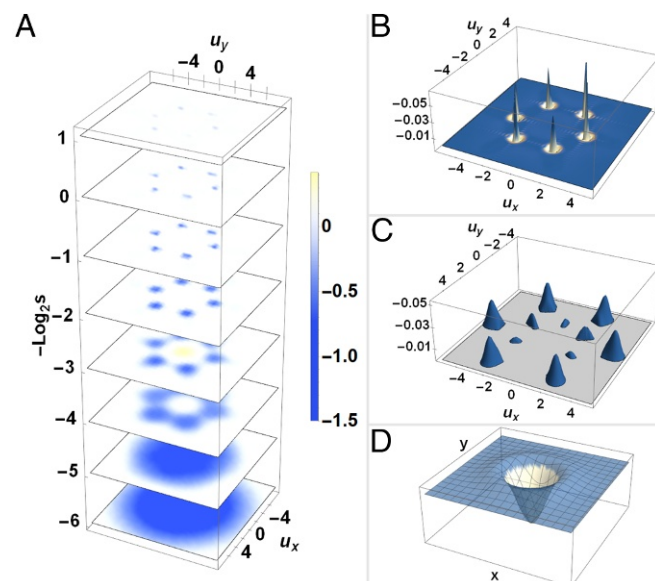 A
u_y
−4 0 4
1
0
−1
−2
−3
−4
−5
−6
−Log₂s
0
−0.5
−1.0
−1.5
4 0 −4
u_x
B
u_y
−4 −2 0 2 4
−0.05
−0.03
−0.01
−4 −2 0 2 4
u_x
C
u_y
4 2 0 −2 −4
−0.05
−0.03
−0.01
−4 −2 0 2 4
u_x
D
y
x